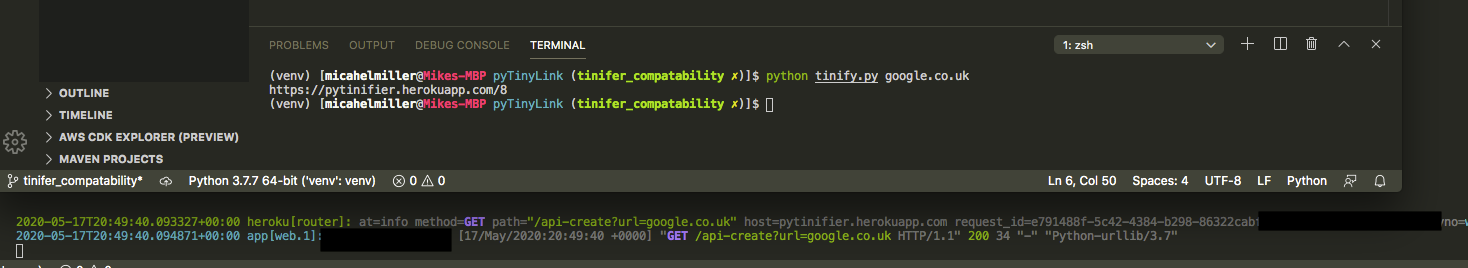 PROBLEMS OUTPUT DEBUG CONSOLE TERMINAL 1: zsh
(venv) [micahelmiller@Mikes-MBP pyTinyLink (tinifer_compatability ✗)]$ python tinify.py google.co.uk
https://pytinifier.herokuapp.com/8
(venv) [micahelmiller@Mikes-MBP pyTinyLink (tinifer_compatability ✗)]$
OUTLINE
TIMELINE
AWS CDK EXPLORER (PREVIEW)
MAVEN PROJECTS
tinifer_compatability* Python 3.7.7 64-bit ('venv': venv) 0 0 Ln 6, Col 50 Spaces: 4 UTF-8 LF Python
2020-05-17T20:49:40.093327+00:00 heroku[router]: at=info method=GET path="/api-create?url=google.co.uk" host=pytinifier.herokuapp.com request_id=e791488f-5c42-4384-b298-86322cab
2020-05-17T20:49:40.094871+00:00 app[web.1]: [17/May/2020:20:49:40 +0000] "GET /api-create?url=google.co.uk HTTP/1.1" 200 34 "-" "Python-urllib/3.7"